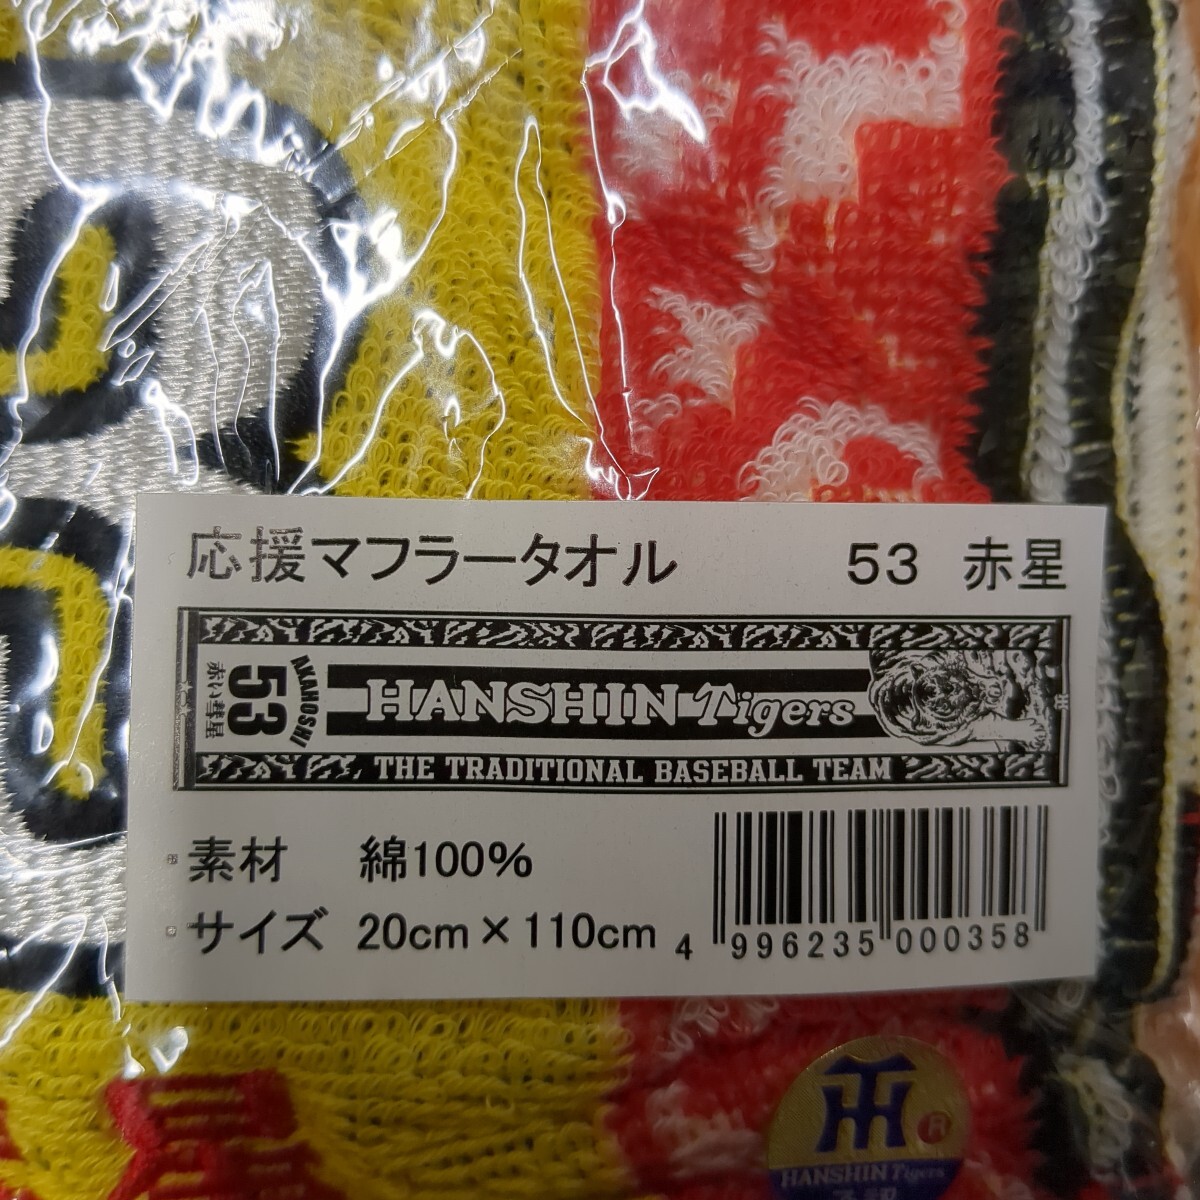 応援マフラータオル 53 赤星
AKAHOSHI
53
赤い彗星
HANSHIN Tigers
THE TRADITIONAL BASEBALL TEAM
素材 綿100%
サイズ 20cm×110cm
4 996235 000358
HANSHIN Tigers